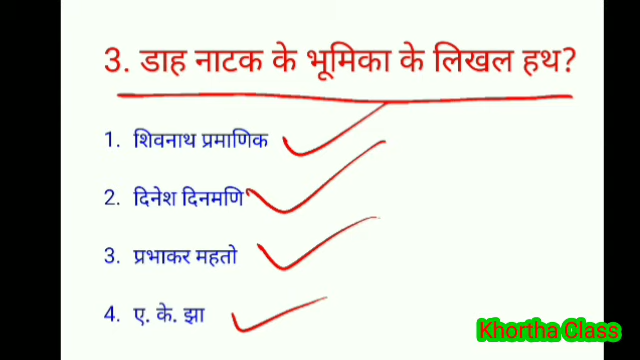 3. डाह नाटक के भूमिका के लिखल हथ?
1. शिवनाथ प्रमाणिक
2. दिनेश दिनमणि
3. प्रभाकर महतो
4. ए. के. झा
Khortha Class